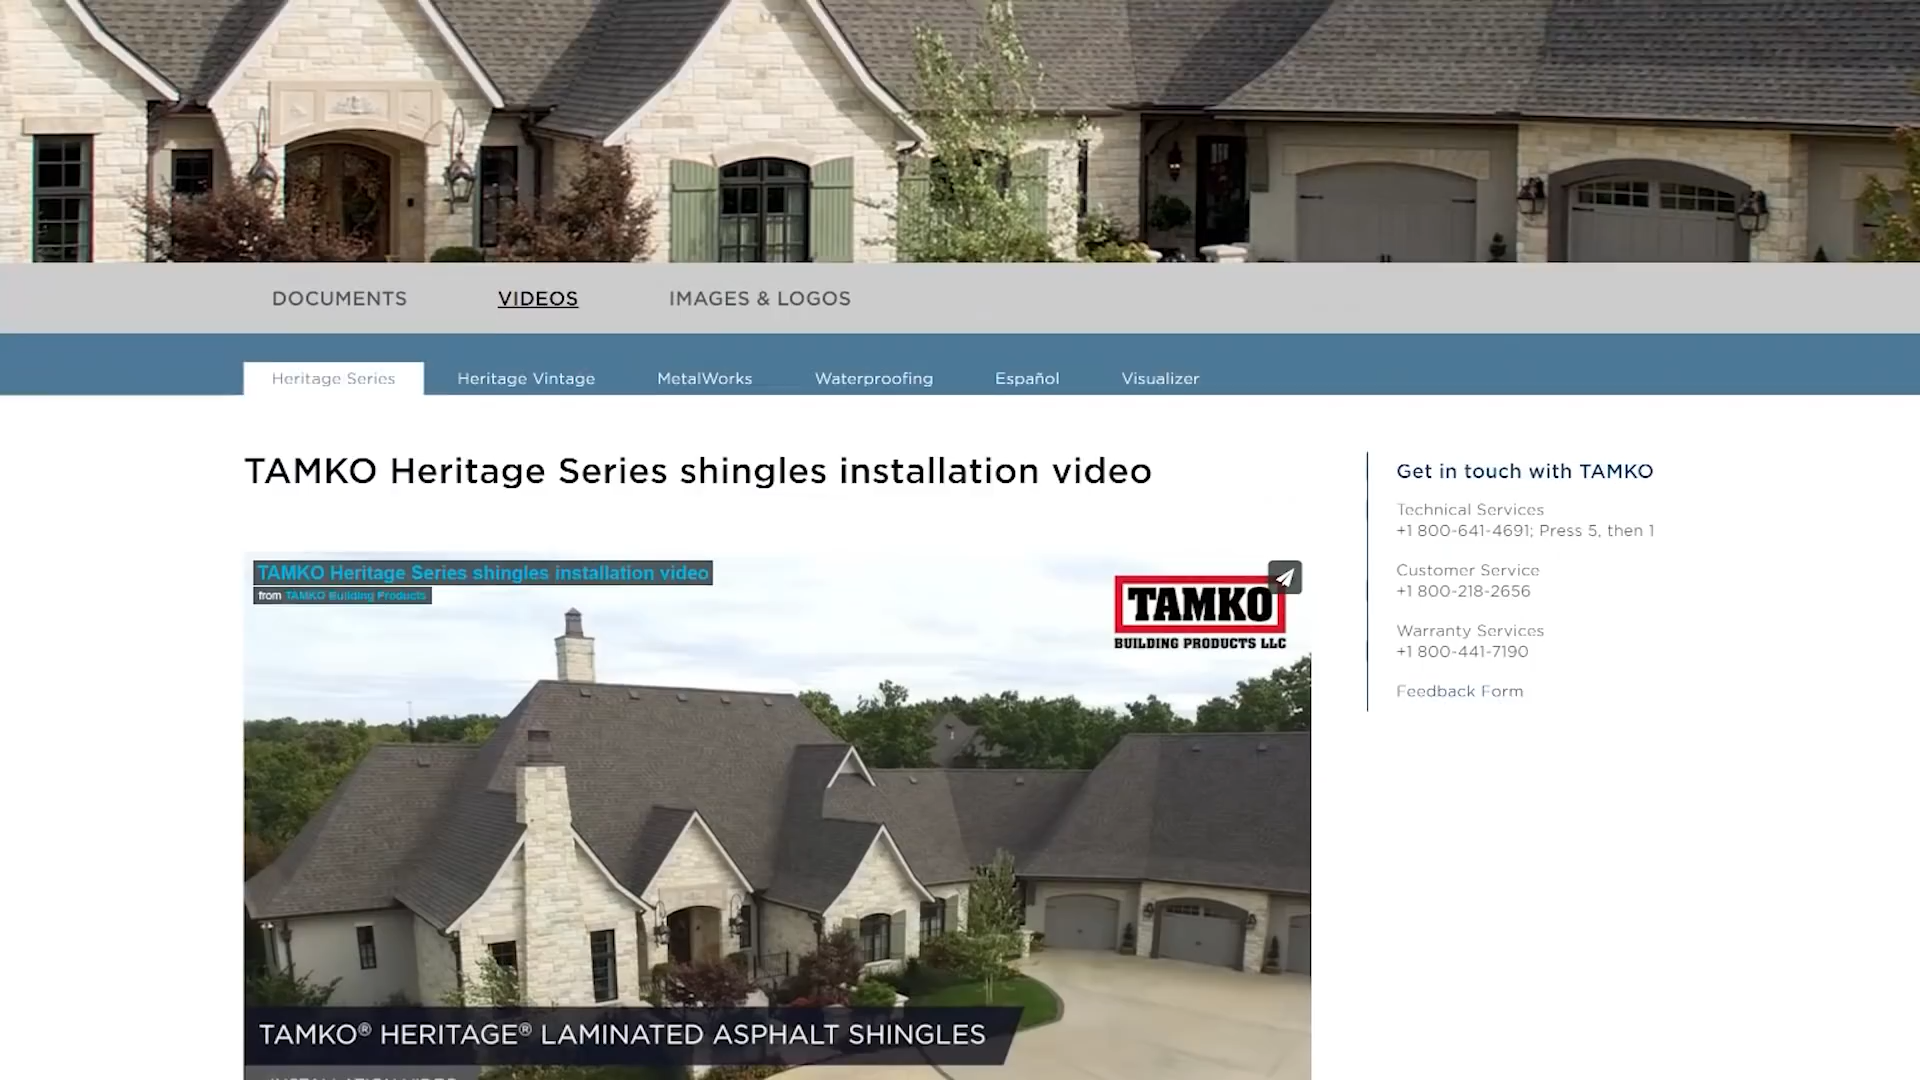 DOCUMENTS
VIDEOS
IMAGES & LOGOS
Heritage Series
Heritage Vintage
MetalWorks
Waterproofing
Español
Visualizer
TAMKO Heritage Series shingles installation video
TAMKO Heritage Series shingles installation video
from TAMKO Building Products
TAMKO
BUILDING PRODUCTS LLC
TAMKO® HERITAGE® LAMINATED ASPHALT SHINGLES
INSTALLATION VIDEO
Get in touch with TAMKO
Technical Services
+1 800-641-4691; Press 5, then 1
Customer Service
+1 800-218-2656
Warranty Services
+1 800-441-7190
Feedback Form